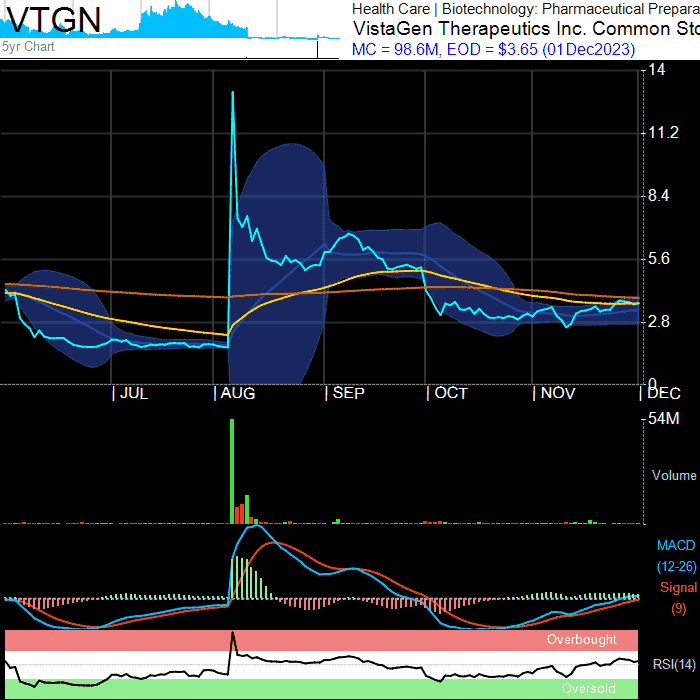 VTGN
5yr Chart
Health Care | Biotechnology: Pharmaceutical Prepara
VistaGen Therapeutics Inc. Common Sto
MC = 98.6M, EOD = $3.65 (01Dec2023)
14
11.2
8.4
5.6
2.8
0
JUL AUG SEP OCT NOV DEC
54M
Volume
MACD
(12-26)
Signal
(9)
Overbought
RSI(14)
Oversold